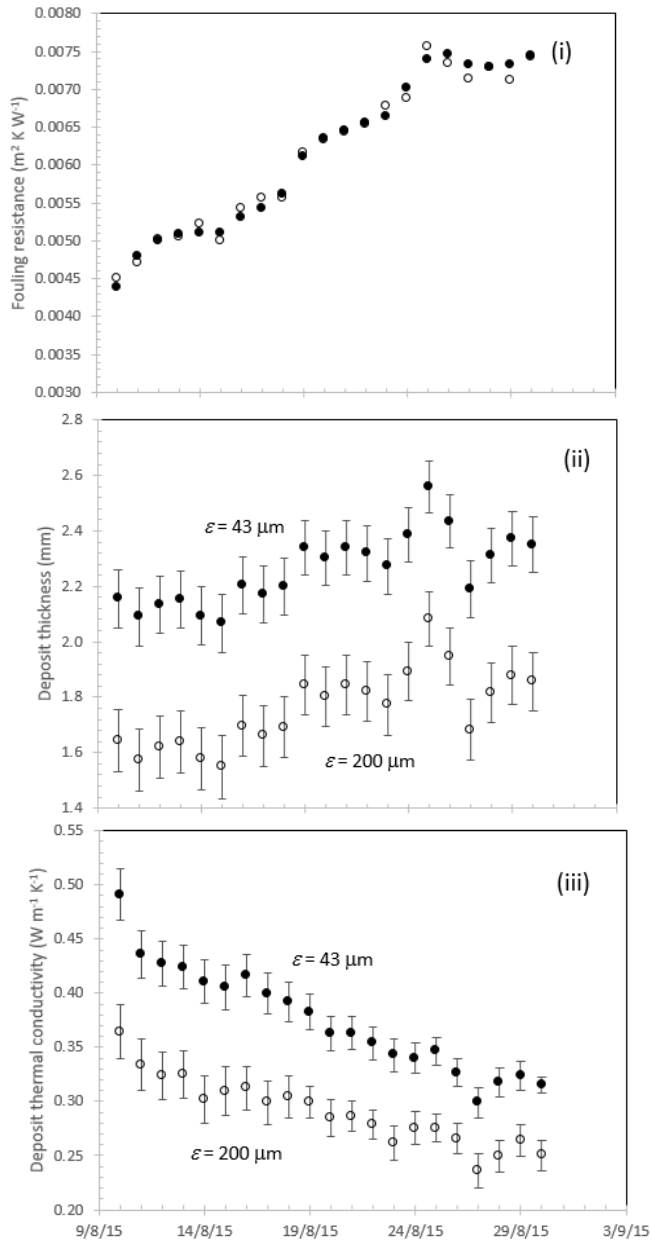 (i)
Fouling resistance (m² K W⁻¹)
0.0080
0.0075
0.0070
0.0065
0.0060
0.0055
0.0050
0.0045
0.0040
0.0035
0.0030
(ii)
Deposit thickness (mm)
2.8
2.6
2.4
2.2
2.0
1.8
1.6
1.4
ε = 43 μm
ε = 200 μm
(iii)
Deposit thermal conductivity (W m⁻¹ K⁻¹)
0.55
0.50
0.45
0.40
0.35
0.30
0.25
0.20
ε = 43 μm
ε = 200 μm
9/8/15 14/8/15 19/8/15 24/8/15 29/8/15 3/9/15